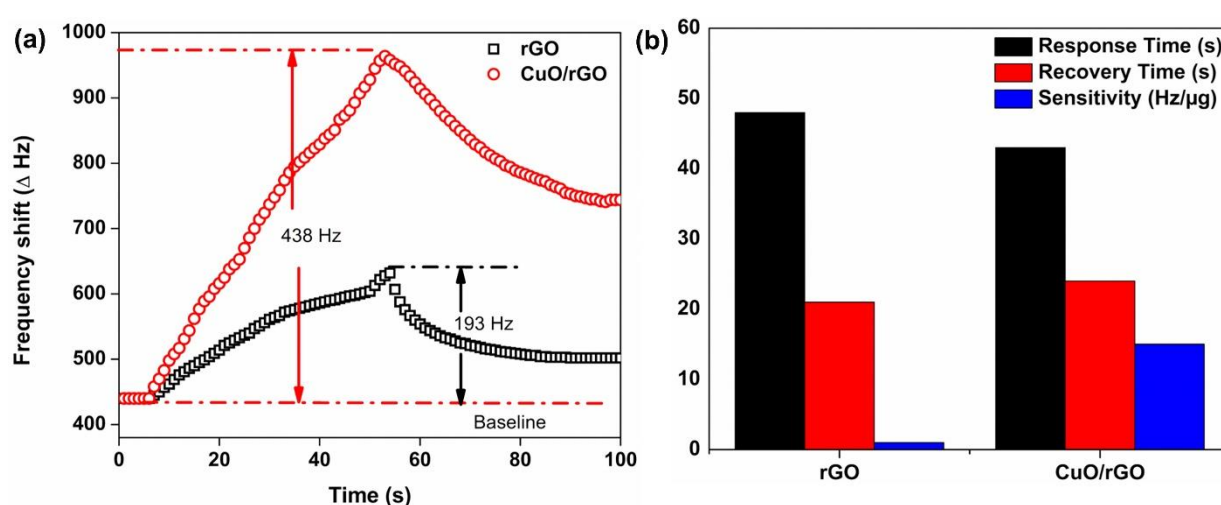 (a)
1000
900
800
700
600
500
400
Frequency shift (Δ Hz)
rGO
CuO/rGO
438 Hz
193 Hz
Baseline
0 20 40 60 80 100
Time (s)
(b)
60
50
40
30
20
10
0
Response Time (s)
Recovery Time (s)
Sensitivity (Hz/μg)
rGO CuO/rGO